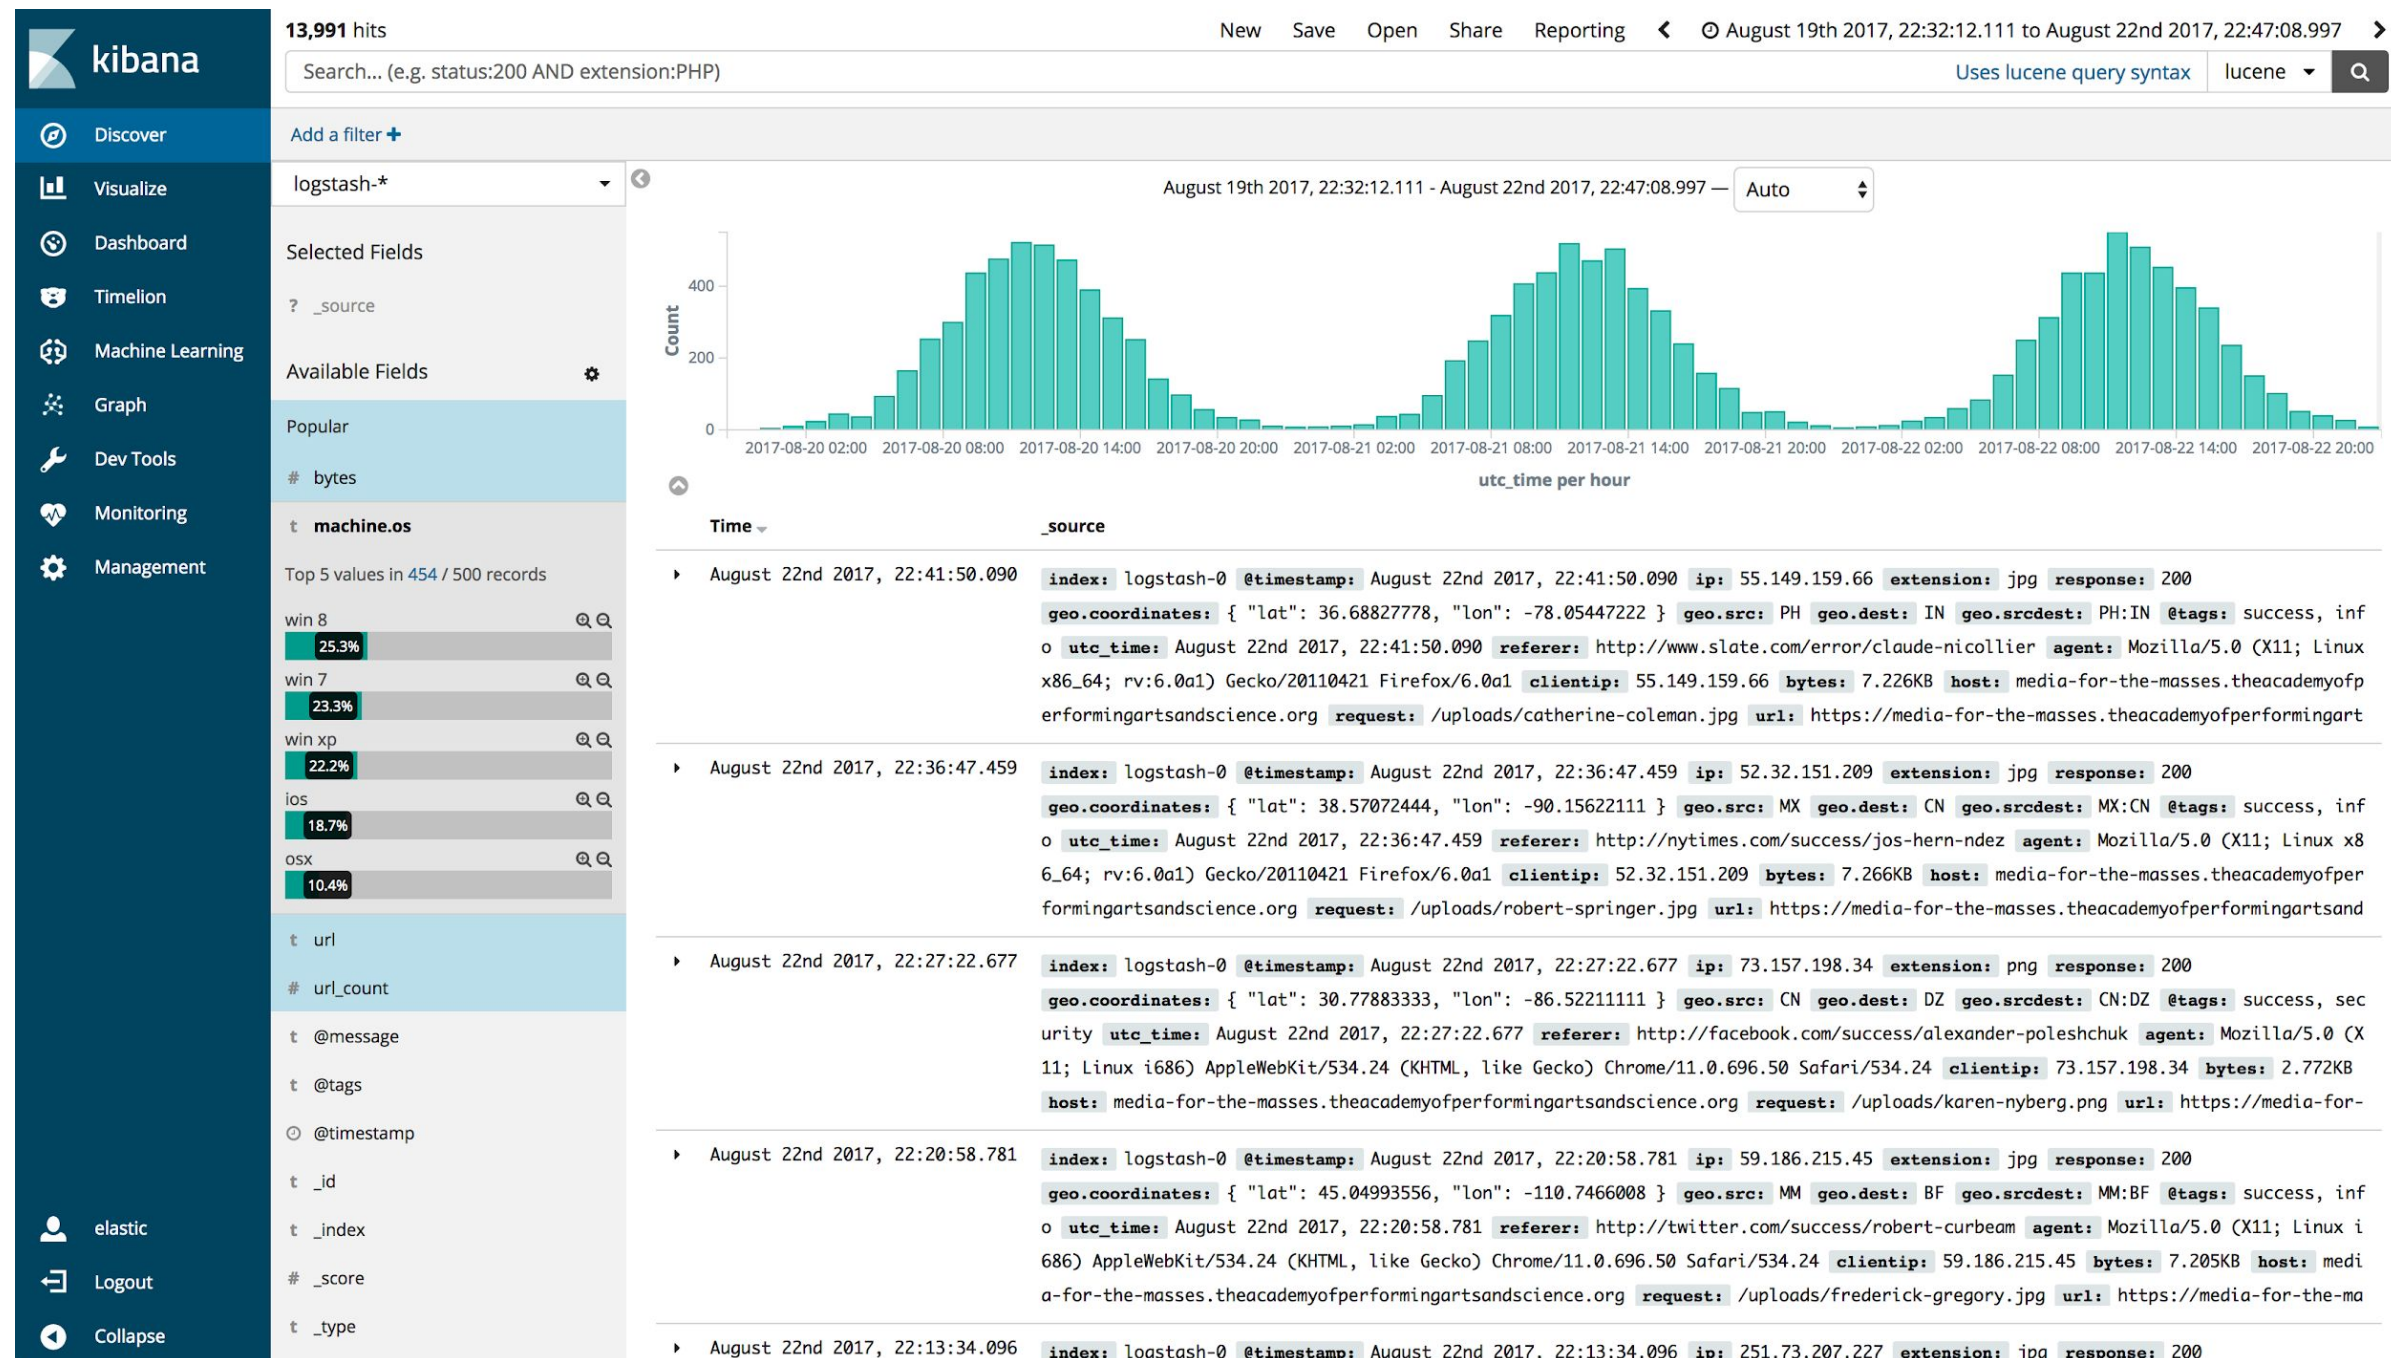 kibana
Discover
Visualize
Dashboard
Timelion
Machine Learning
Graph
Dev Tools
Monitoring
Management
elastic
Logout
Collapse
13,991 hits
New Save Open Share Reporting August 19th 2017, 22:32:12.111 to August 22nd 2017, 22:47:08.997
Search... (e.g. status:200 AND extension:PHP) Uses lucene query syntax lucene
Add a filter
logstash-*
Selected Fields
? _source
Available Fields
Popular
# bytes
t machine.os
Top 5 values in 454 / 500 records
win 8
25.3%
win 7
23.3%
win xp
22.2%
ios
18.7%
osx
10.4%
t url
# url_count
t @message
t @tags
@timestamp
t _id
t _index
# _score
t _type
August 19th 2017, 22:32:12.111 - August 22nd 2017, 22:47:08.997 — Auto
Count
400
200
0
2017-08-20 02:00 2017-08-20 08:00 2017-08-20 14:00 2017-08-20 20:00 2017-08-21 02:00 2017-08-21 08:00 2017-08-21 14:00 2017-08-21 20:00 2017-08-22 02:00 2017-08-22 08:00 2017-08-22 14:00 2017-08-22 20:00
utc_time per hour
Time _source
August 22nd 2017, 22:41:50.090 index: logstash-0 @timestamp: August 22nd 2017, 22:41:50.090 ip: 55.149.159.66 extension: jpg response: 200
geo.coordinates: { "lat": 36.68827778, "lon": -78.05447222 } geo.src: PH geo.dest: IN geo.srcdest: PH:IN @tags: success, inf
o utc_time: August 22nd 2017, 22:41:50.090 referer: http://www.slate.com/error/claude-nicollier agent: Mozilla/5.0 (X11; Linux
x86_64; rv:6.0a1) Gecko/20110421 Firefox/6.0a1 clientip: 55.149.159.66 bytes: 7.226KB host: media-for-the-masses.theacademyofp
erformingartsandscience.org request: /uploads/catherine-coleman.jpg url: https://media-for-the-masses.theacademyofperformingart
August 22nd 2017, 22:36:47.459 index: logstash-0 @timestamp: August 22nd 2017, 22:36:47.459 ip: 52.32.151.209 extension: jpg response: 200
geo.coordinates: { "lat": 38.57072444, "lon": -90.15622111 } geo.src: MX geo.dest: CN geo.srcdest: MX:CN @tags: success, inf
o utc_time: August 22nd 2017, 22:36:47.459 referer: http://nytimes.com/success/jos-hern-ndez agent: Mozilla/5.0 (X11; Linux x8
6_64; rv:6.0a1) Gecko/20110421 Firefox/6.0a1 clientip: 52.32.151.209 bytes: 7.266KB host: media-for-the-masses.theacademyofper
formingartsandscience.org request: /uploads/robert-springer.jpg url: https://media-for-the-masses.theacademyofperformingartsand
August 22nd 2017, 22:27:22.677 index: logstash-0 @timestamp: August 22nd 2017, 22:27:22.677 ip: 73.157.198.34 extension: png response: 200
geo.coordinates: { "lat": 30.77883333, "lon": -86.52211111 } geo.src: CN geo.dest: DZ geo.srcdest: CN:DZ @tags: success, sec
urity utc_time: August 22nd 2017, 22:27:22.677 referer: http://facebook.com/success/alexander-poleshchuk agent: Mozilla/5.0 (X
11; Linux i686) AppleWebKit/534.24 (KHTML, like Gecko) Chrome/11.0.696.50 Safari/534.24 clientip: 73.157.198.34 bytes: 2.772KB
host: media-for-the-masses.theacademyofperformingartsandscience.org request: /uploads/karen-nyberg.png url: https://media-for-
August 22nd 2017, 22:20:58.781 index: logstash-0 @timestamp: August 22nd 2017, 22:20:58.781 ip: 59.186.215.45 extension: jpg response: 200
geo.coordinates: { "lat": 45.04993556, "lon": -110.7466008 } geo.src: MM geo.dest: BF geo.srcdest: MM:BF @tags: success, inf
o utc_time: August 22nd 2017, 22:20:58.781 referer: http://twitter.com/success/robert-curbeam agent: Mozilla/5.0 (X11; Linux i
686) AppleWebKit/534.24 (KHTML, like Gecko) Chrome/11.0.696.50 Safari/534.24 clientip: 59.186.215.45 bytes: 7.205KB host: medi
a-for-the-masses.theacademyofperformingartsandscience.org request: /uploads/frederick-gregory.jpg url: https://media-for-the-ma
August 22nd 2017, 22:13:34.096 index: logstash-0 @timestamp: August 22nd 2017, 22:13:34.096 ip: 251.73.207.227 extension: jpg response: 200